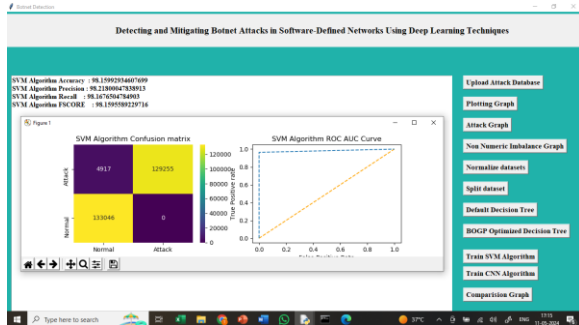 Botnet Detection
Detecting and Mitigating Botnet Attacks in Software-Defined Networks Using Deep Learning Techniques
SVM Algorithm Accuracy : 98.15992934607699
SVM Algorithm Precision : 98.21800047838913
SVM Algorithm Recall : 98.1676504784903
SVM Algorithm FSCORE : 98.1595589229716
Figure 1
SVM Algorithm Confusion matrix
Attack
Normal
4917
129255
133046
0
Normal
Attack
120000
100000
80000
60000
40000
20000
0
SVM Algorithm ROC AUC Curve
True Positive rate
1.0
0.8
0.6
0.4
0.2
0.0
0.0 0.2 0.4 0.6 0.8 1.0
Upload Attack Database
Plotting Graph
Attack Graph
Non Numeric Imbalance Graph
Normalize datasets
Split dataset
Default Decision Tree
BOGP Optimized Decision Tree
Train SVM Algorithm
Train CNN Algorithm
Comparision Graph
Type here to search
37°C
ENG
17:15
11-05-2024